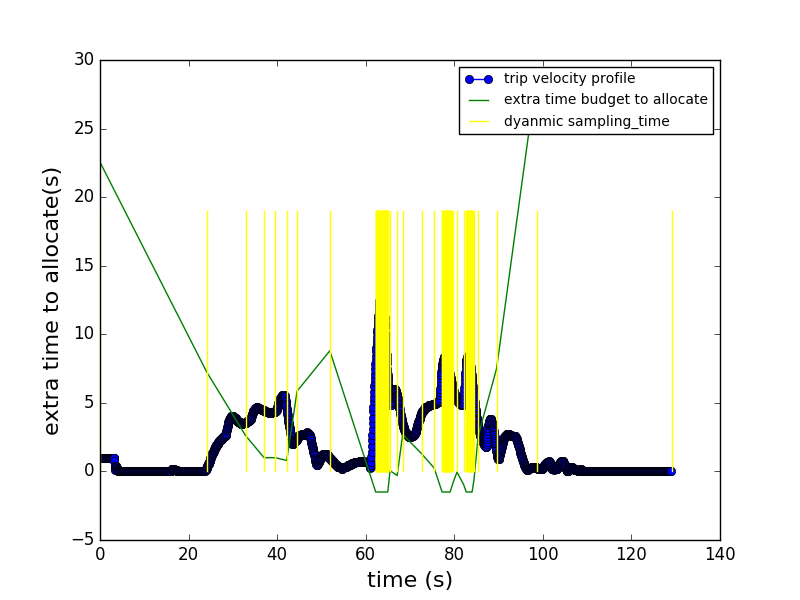 30
25
20
15
10
5
0
−5
extra time to allocate(s)
trip velocity profile
extra time budget to allocate
dyanmic sampling_time
0 20 40 60 80 100 120 140
time (s)